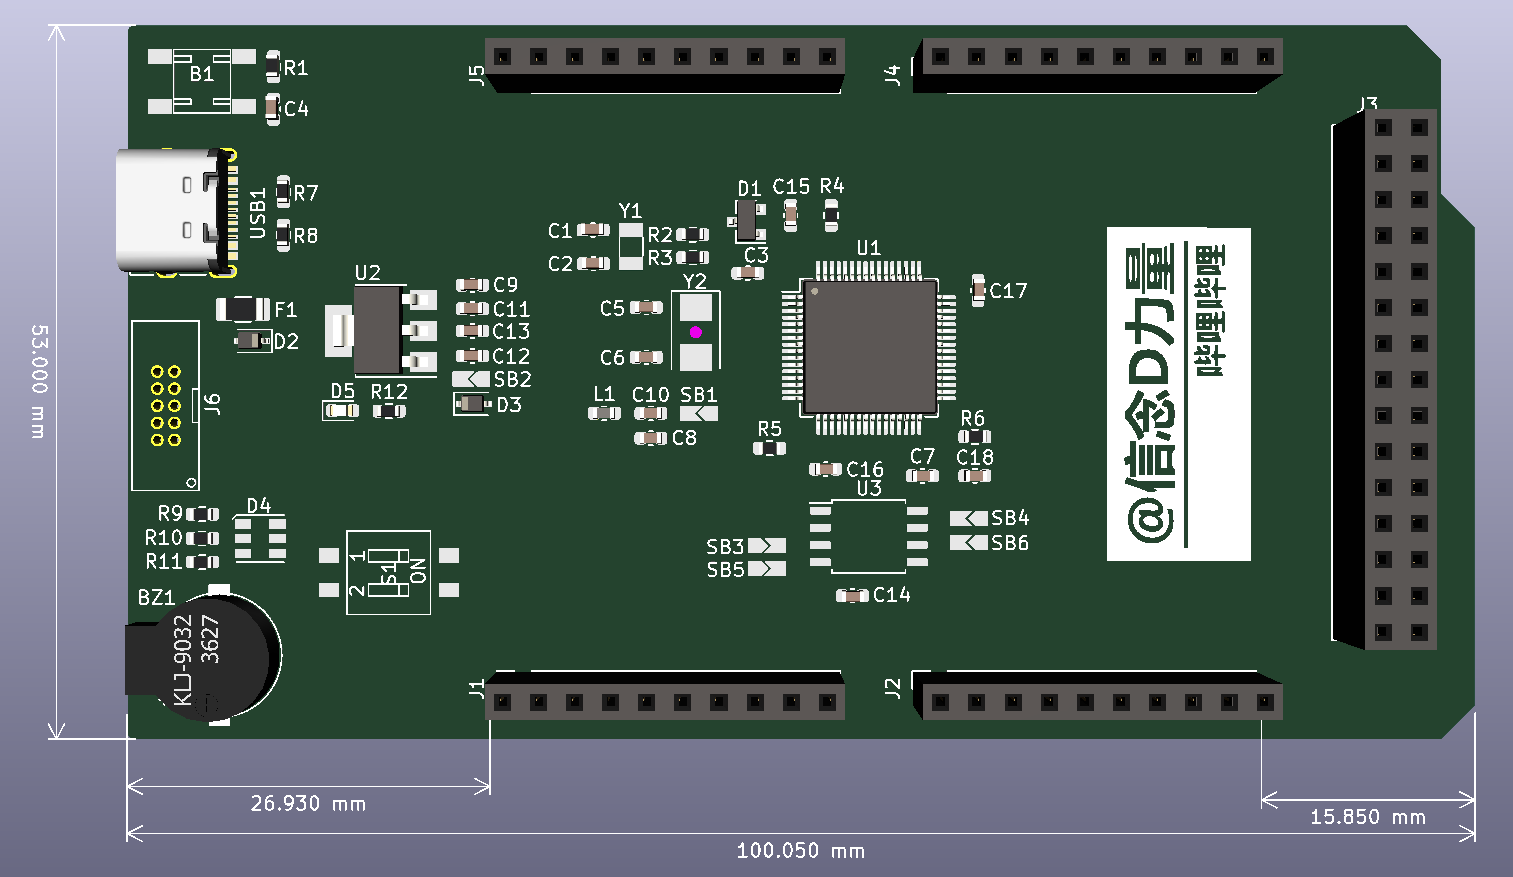 J5
J4
J3
B1
R1
C4
USB1
R7
R8
D1
C15
R4
Y1
C1
R2
C2
R3
C3
U1
U2
C9
Y2
C17
F1
C11
C5
D2
C13
C6
C12
SB2
D5
R12
D3
L1
C10
SB1
J6
C8
R5
R6
C16
C7
C18
U3
D4
R9
R10
R11
1
2
S1
ON
SB3
SB5
SB4
SB6
C14
BZ1
KLJ-9032
3627
J1
J2
@信念D力量
哔哩哔哩
53.000 mm
26.930 mm
15.850 mm
100.050 mm